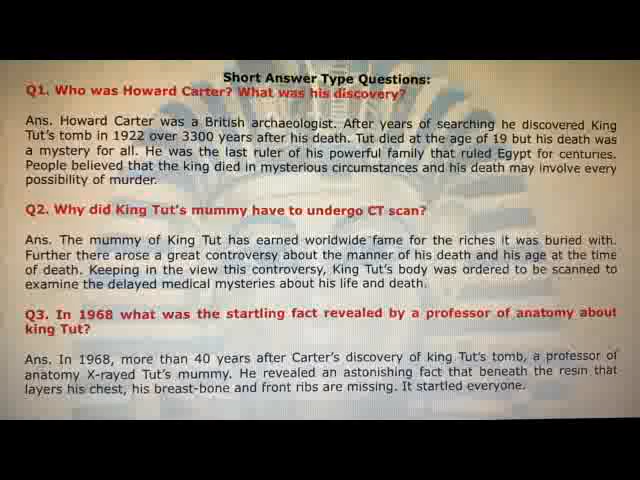 Short Answer Type Questions:
Q1. Who was Howard Carter? What was his discovery?
Ans. Howard Carter was a British archaeologist. After years of searching he discovered King
Tut's tomb in 1922 over 3300 years after his death. Tut died at the age of 19 but his death was
a mystery for all. He was the last ruler of his powerful family that ruled Egypt for centuries.
People believed that the king died in mysterious circumstances and his death may involve every
possibility of murder.
Q2. Why did King Tut's mummy have to undergo CT scan?
Ans. The mummy of King Tut has earned worldwide fame for the riches it was buried with.
Further there arose a great controversy about the manner of his death and his age at the time
of death. Keeping in the view this controversy, King Tut's body was ordered to be scanned to
examine the delayed medical mysteries about his life and death.
Q3. In 1968 what was the startling fact revealed by a professor of anatomy about
king Tut?
Ans. In 1968, more than 40 years after Carter's discovery of king Tut's tomb, a professor of
anatomy X-rayed Tut's mummy. He revealed an astonishing fact that beneath the resin that
layers his chest, his breast-bone and front ribs are missing. It startled everyone.